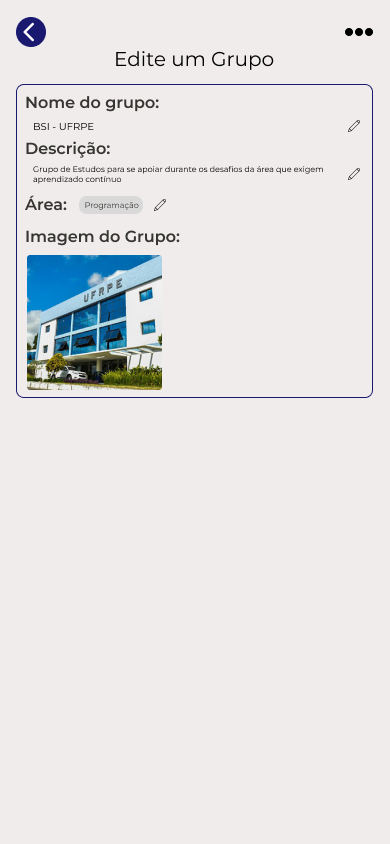 Edite um Grupo
Nome do grupo:
BSI - UFRPE
Descrição:
Grupo de Estudos para se apoiar durante os desafios da área que exigem
aprendizado contínuo
Área: Programação
Imagem do Grupo:
UFRPE